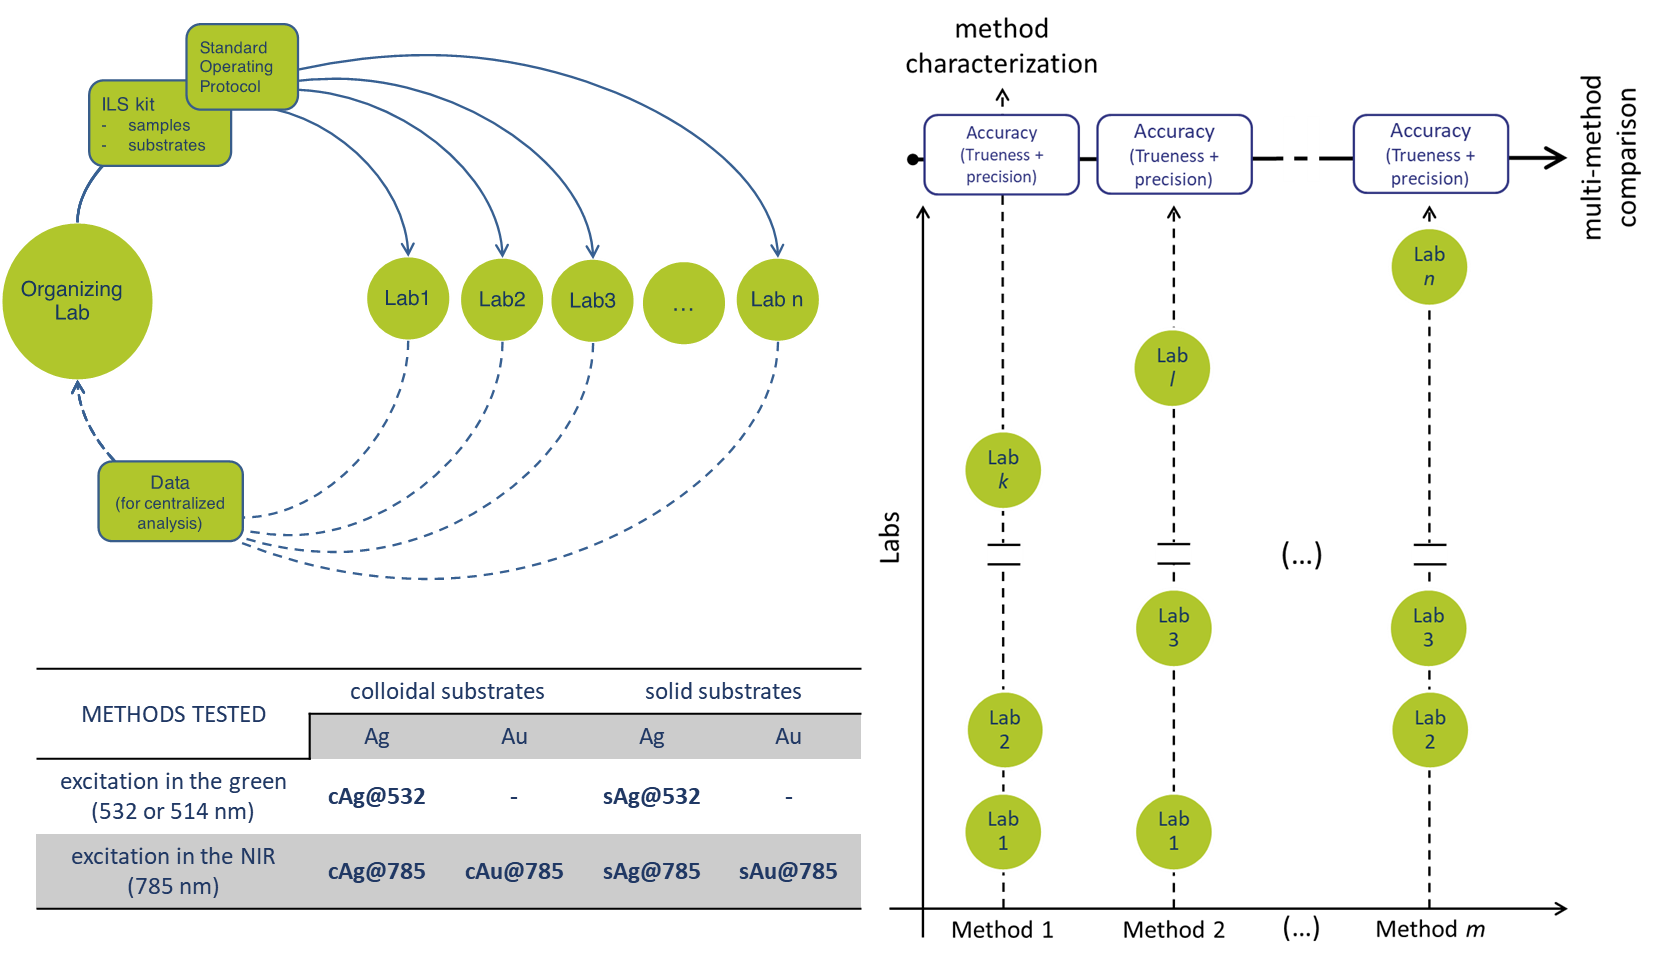 Standard
Operating
Protocol
ILS kit
- samples
- substrates
Organizing
Lab
Lab1
Lab2
Lab3
...
Lab n
Data
(for centralized
analysis)
METHODS TESTED
colloidal substrates
solid substrates
Ag
Au
Ag
Au
excitation in the green
(532 or 514 nm)
cAg@532
-
sAg@532
-
excitation in the NIR
(785 nm)
cAg@785
cAu@785
sAg@785
sAu@785
method
characterization
Accuracy
(Trueness +
precision)
Accuracy
(Trueness +
precision)
Accuracy
(Trueness +
precision)
multi-method
comparison
Labs
Lab
k
Lab
2
Lab
1
Lab
l
Lab
3
Lab
1
(...)
Lab
n
Lab
3
Lab
2
Method 1
Method 2
(...)
Method m